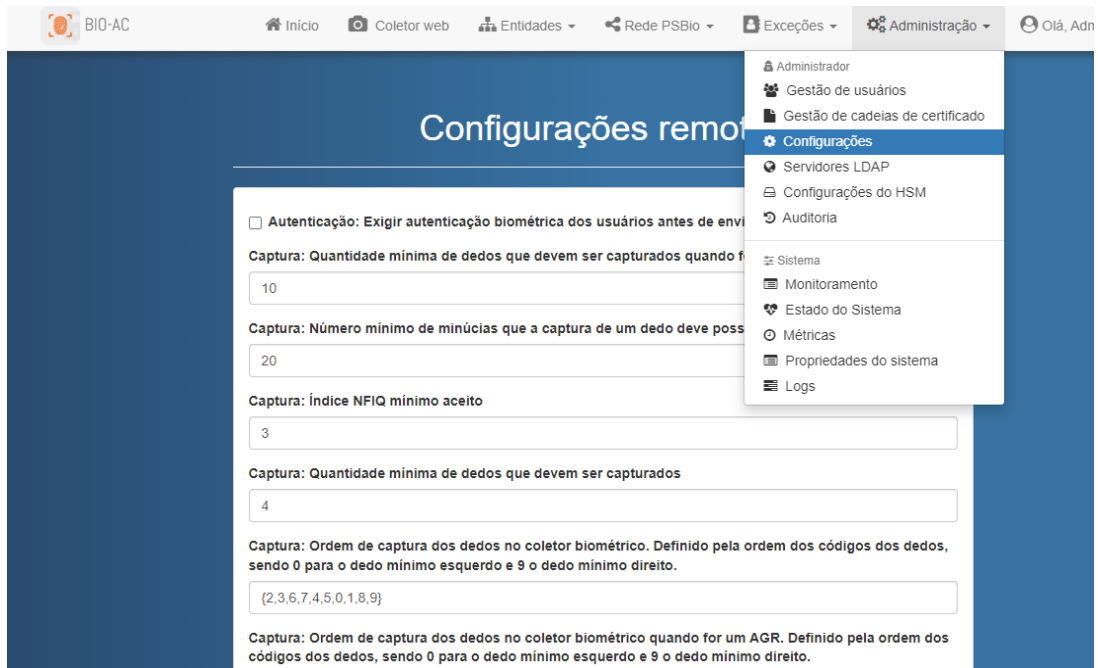 BIO-AC
Início
Coletor web
Entidades
Rede PSBio
Exceções
Administração
Olá, Adm
Administrador
Gestão de usuários
Gestão de cadeias de certificado
Configurações
Servidores LDAP
Configurações do HSM
Auditoria
Sistema
Monitoramento
Estado do Sistema
Métricas
Propriedades do sistema
Logs
Configurações remot
Autenticação: Exigir autenticação biométrica dos usuários antes de envi
Captura: Quantidade mínima de dedos que devem ser capturados quando f
10
Captura: Número mínimo de minúcias que a captura de um dedo deve poss
20
Captura: Índice NFIQ mínimo aceito
3
Captura: Quantidade mínima de dedos que devem ser capturados
4
Captura: Ordem de captura dos dedos no coletor biométrico. Definido pela ordem dos códigos dos dedos,
sendo 0 para o dedo mínimo esquerdo e 9 o dedo mínimo direito.
{2,3,6,7,4,5,0,1,8,9}
Captura: Ordem de captura dos dedos no coletor biométrico quando for um AGR. Definido pela ordem dos
códigos dos dedos, sendo 0 para o dedo mínimo esquerdo e 9 o dedo mínimo direito.